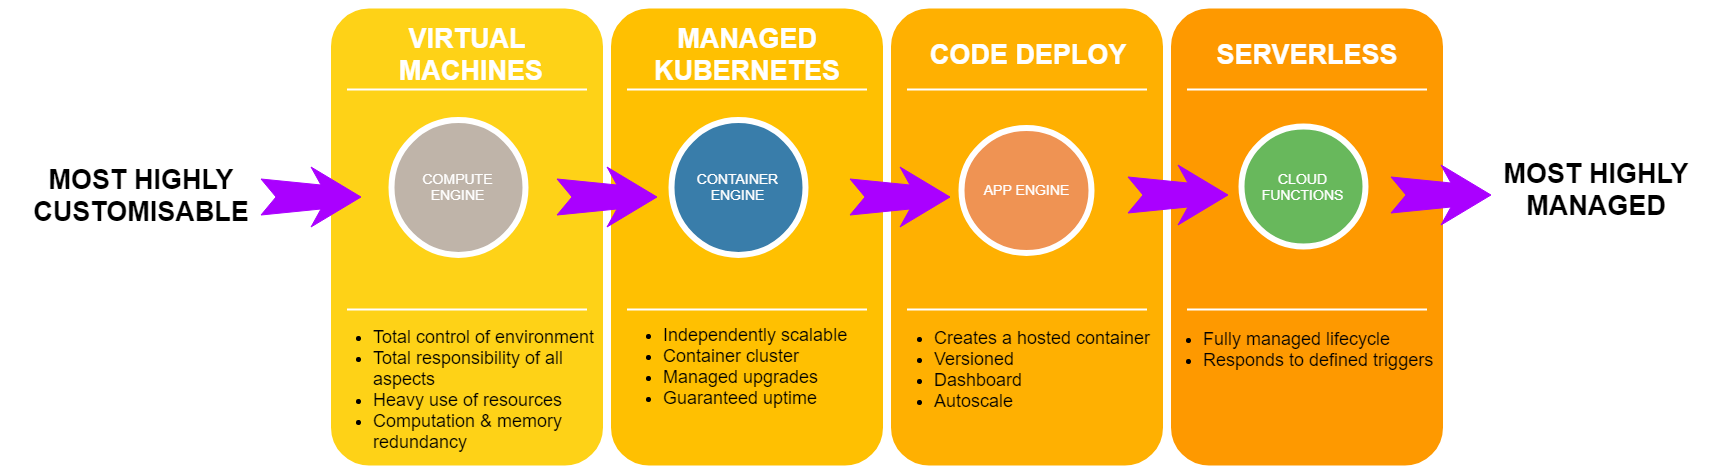 MOST HIGHLY
CUSTOMISABLE
VIRTUAL
MACHINES
COMPUTE
ENGINE
• Total control of environment
• Total responsibility of all
aspects
• Heavy use of resources
• Computation & memory
redundancy
MANAGED
KUBERNETES
CONTAINER
ENGINE
• Independently scalable
• Container cluster
• Managed upgrades
• Guaranteed uptime
CODE DEPLOY
APP ENGINE
• Creates a hosted container
• Versioned
• Dashboard
• Autoscale
SERVERLESS
CLOUD
FUNCTIONS
• Fully managed lifecycle
• Responds to defined triggers
MOST HIGHLY
MANAGED